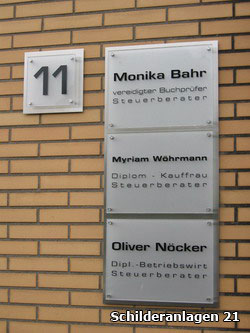 11
Monika Bahr
vereidigter Buchprüfer
Steuerberater
Myriam Wöhrmann
Diplom - Kauffrau
Steuerberater
Oliver Nöcker
Dipl.-Betriebswirt
Steuerberater
Schilderanlagen 21